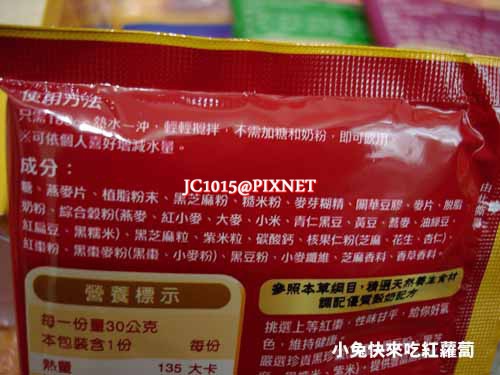 使用方法
熱水一沖，輕輕攪拌，不需加糖和奶粉，即可飲用
※可依個人喜好增減水量。
成分：
JC1015@PIXNET
糖、燕麥片、植脂粉末、黑芝麻粉、糙米粉、麥芽糊精、關華豆膠、麥片、脫脂
奶粉、綜合穀粉(燕麥、紅小麥、大麥、小米、青仁黑豆、黃豆、蕎麥、油綠豆、
紅扁豆、黑糯米)、黑芝麻粒、紫米粒、碳酸鈣、核果仁粉(芝麻、花生、杏仁)、
紅棗粉、黑棗麥粉(黑棗、小麥粉)、黑豆粉、小麥纖維、芝麻香料、香草香料。
營養標示
每一份量30公克
本包裝含1份 每份
熱量 135 大卡
參照本草綱目，精選天然養生食材
調配優質穀奶配方
挑選上等紅棗，性味甘平，給你好氣
色，維持健康
嚴選珍貴黑
小兔快來吃紅蘿蔔